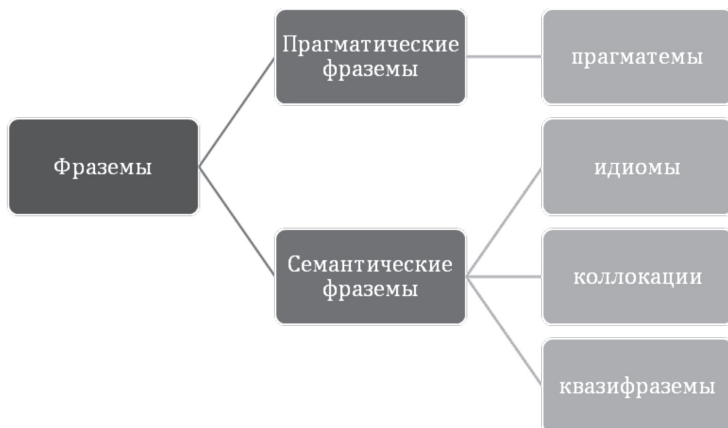 Прагматические
фраземы
прагматемы
Фраземы
идиомы
Семантические
фраземы
коллокации
квазифраземы